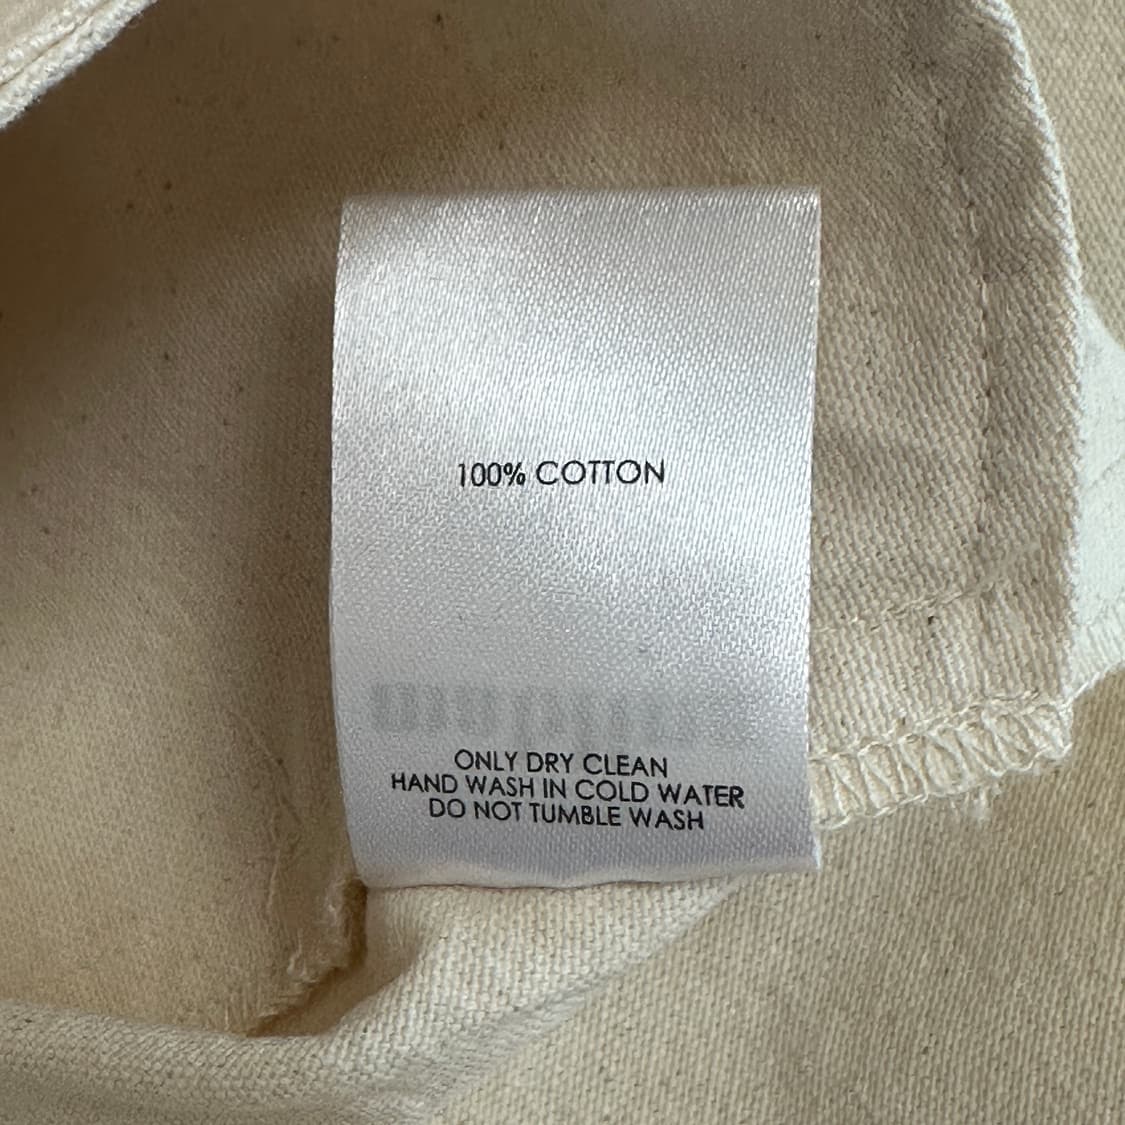 100% COTTON
ONLY DRY CLEAN
HAND WASH IN COLD WATER
DO NOT TUMBLE WASH